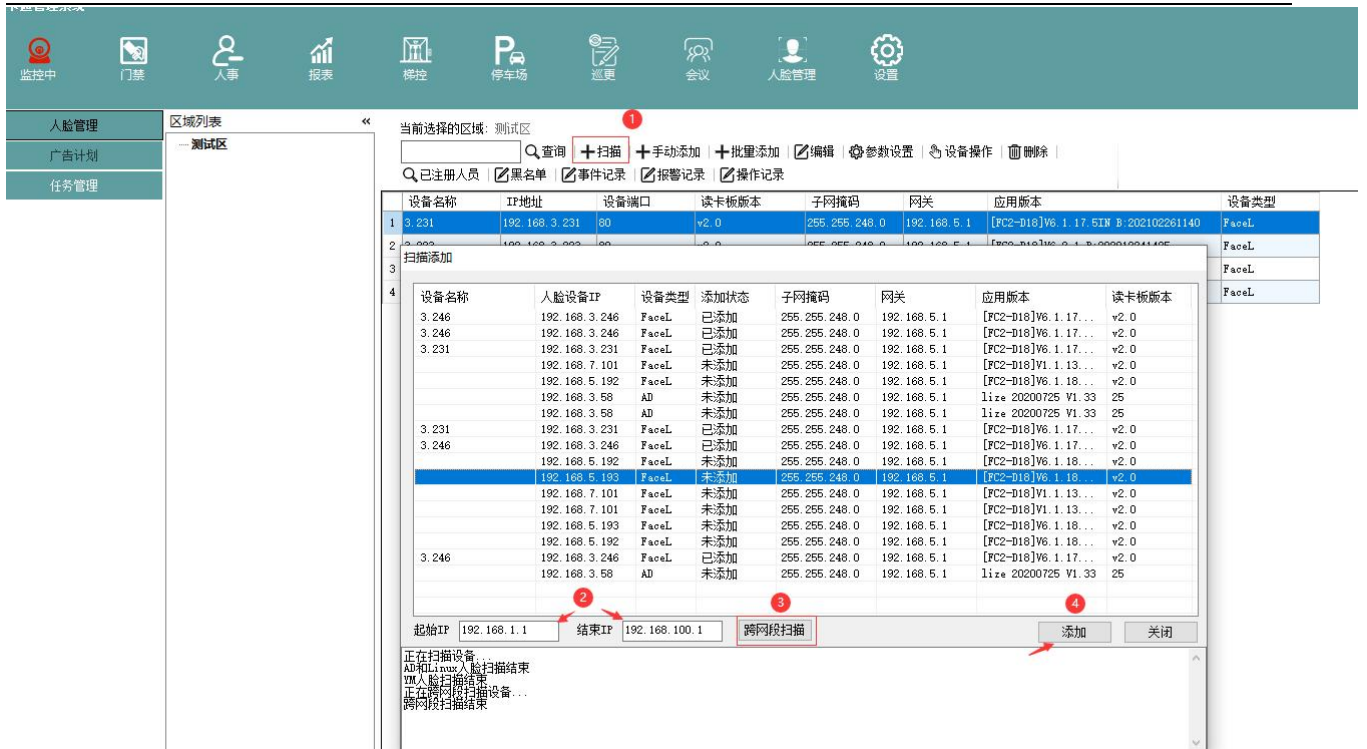 卡通管理系统
监控中 门禁 人事 报表 梯控 停车场 巡更 会议 人脸管理 设置
人脸管理
广告计划
任务管理
区域列表 «
测试区
当前选择的区域: 测试区
1
查询 扫描 手动添加 批里添加 编辑 参数设置 设备操作 删除
已注册人员 黑名单 事件记录 报警记录 操作记录
设备名称 IP地址 设备端口 读卡板版本 子网掩码 网关 应用版本 设备类型
1 3.231 192.168.3.231 80 v2.0 255.255.248.0 192.168.5.1 [FC2-D18]V6.1.17.5IN B:202102261140 FaceL
2 FaceL
3 FaceL
4 FaceL
扫描添加
设备名称 人脸设备IP 设备类型 添加状态 子网掩码 网关 应用版本 读卡板版本
3.246 192.168.3.246 FaceL 已添加 255.255.248.0 192.168.5.1 [FC2-D18]V6.1.17... v2.0
3.246 192.168.3.246 FaceL 已添加 255.255.248.0 192.168.5.1 [FC2-D18]V6.1.17... v2.0
3.231 192.168.3.231 FaceL 已添加 255.255.248.0 192.168.5.1 [FC2-D18]V6.1.17... v2.0
192.168.7.101 FaceL 未添加 255.255.248.0 192.168.5.1 [FC2-D18]V1.1.13... v2.0
192.168.5.192 FaceL 未添加 255.255.248.0 192.168.5.1 [FC2-D18]V6.1.18... v2.0
192.168.3.58 AD 未添加 255.255.248.0 192.168.5.1 lize 20200725 V1.33 25
192.168.3.58 AD 未添加 255.255.248.0 192.168.5.1 lize 20200725 V1.33 25
3.231 192.168.3.231 FaceL 已添加 255.255.248.0 192.168.5.1 [FC2-D18]V6.1.17... v2.0
3.246 192.168.3.246 FaceL 已添加 255.255.248.0 192.168.5.1 [FC2-D18]V6.1.17... v2.0
192.168.5.192 FaceL 未添加 255.255.248.0 192.168.5.1 [FC2-D18]V6.1.18... v2.0
192.168.5.193 FaceL 未添加 255.255.248.0 192.168.5.1 [FC2-D18]V6.1.18... v2.0
192.168.7.101 FaceL 未添加 255.255.248.0 192.168.5.1 [FC2-D18]V1.1.13... v2.0
192.168.7.101 FaceL 未添加 255.255.248.0 192.168.5.1 [FC2-D18]V1.1.13... v2.0
192.168.5.193 FaceL 未添加 255.255.248.0 192.168.5.1 [FC2-D18]V6.1.18... v2.0
192.168.5.192 FaceL 未添加 255.255.248.0 192.168.5.1 [FC2-D18]V6.1.18... v2.0
3.246 192.168.3.246 FaceL 已添加 255.255.248.0 192.168.5.1 [FC2-D18]V6.1.17... v2.0
192.168.3.58 AD 未添加 255.255.248.0 192.168.5.1 lize 20200725 V1.33 25
2 3 4
起始IP 192.168.1.1 结束IP 192.168.100.1 跨网段扫描 添加 关闭
正在扫描设备...
AD和Linux人脸扫描结束
YM人脸扫描结束
正在跨网段扫描设备...
跨网段扫描结束